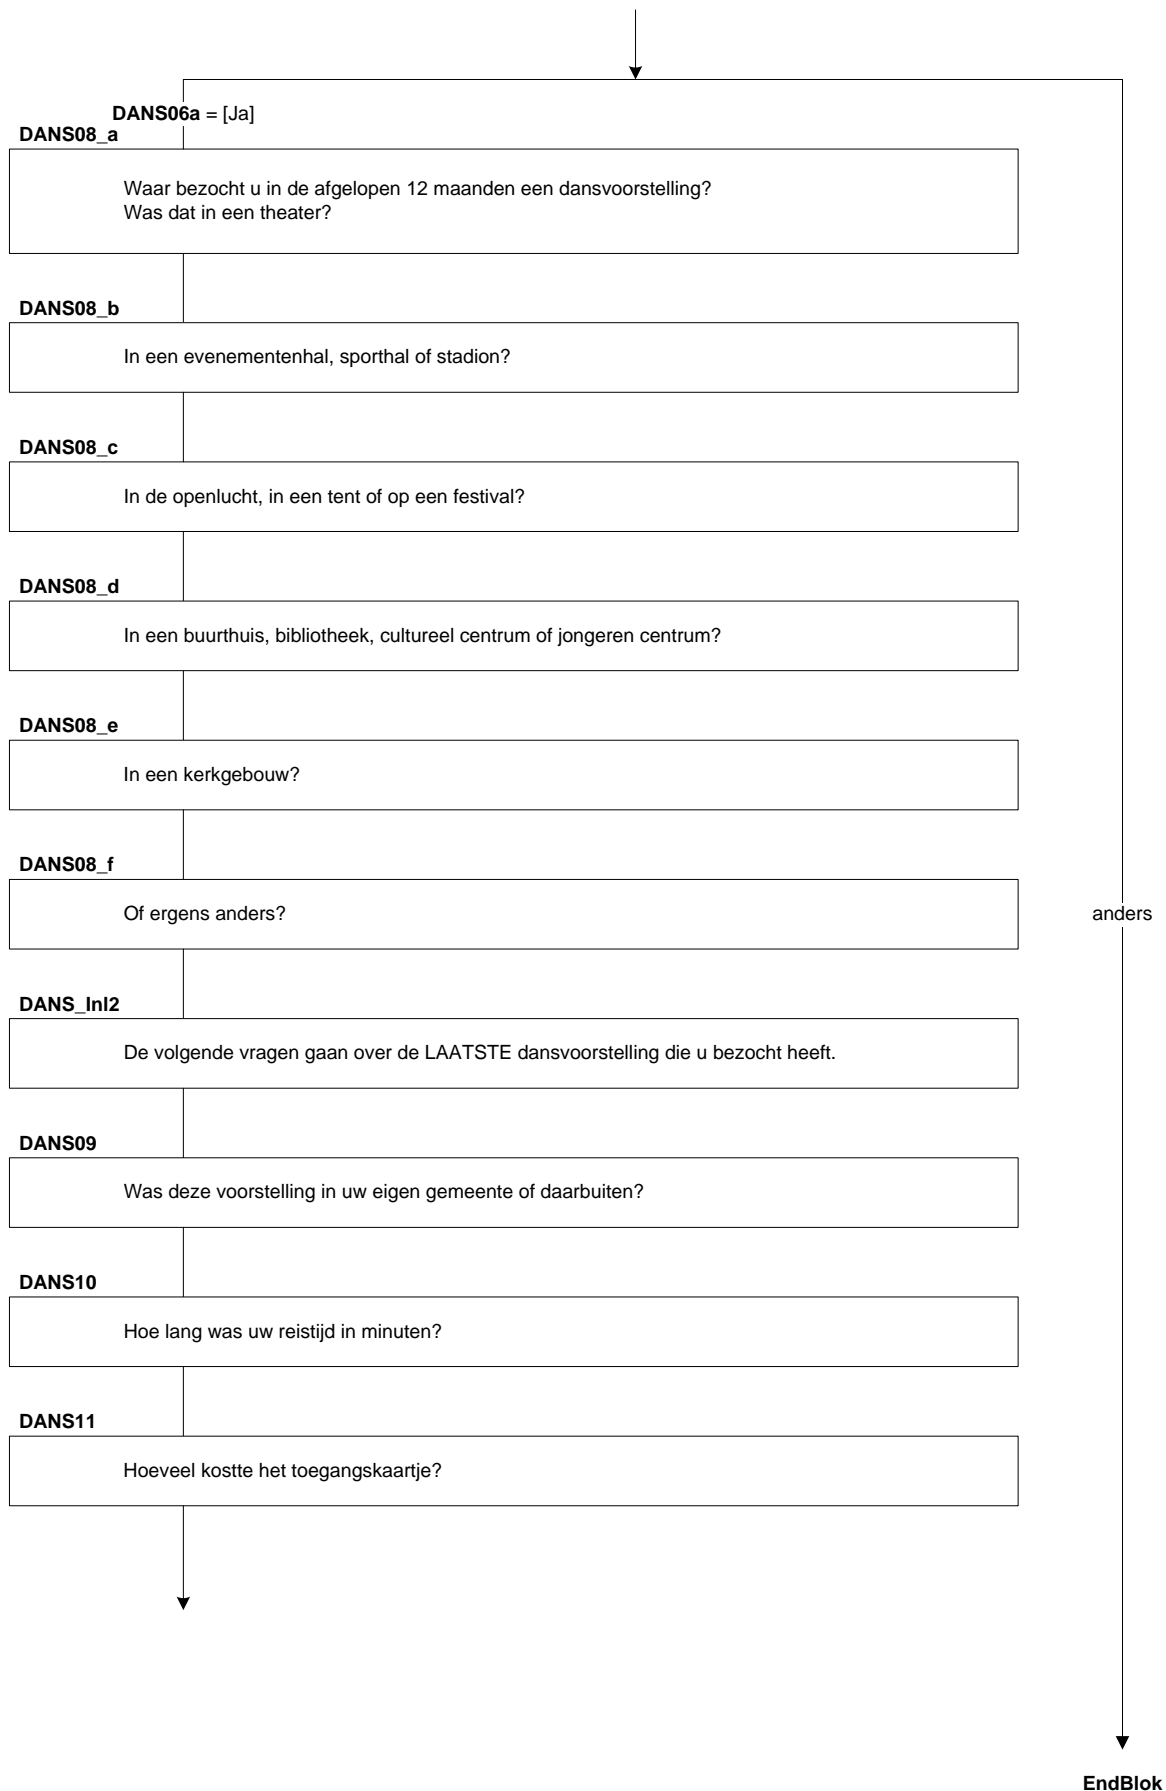 DANS06a = [Ja]
DANS08_a
Waar bezocht u in de afgelopen 12 maanden een dansvoorstelling?
Was dat in een theater?
DANS08_b
In een evenementenhal, sporthal of stadion?
DANS08_c
In de openlucht, in een tent of op een festival?
DANS08_d
In een buurthuis, bibliotheek, cultureel centrum of jongeren centrum?
DANS08_e
In een kerkgebouw?
DANS08_f
Of ergens anders?
anders
DANS_Inl2
De volgende vragen gaan over de LAATSTE dansvoorstelling die u bezocht heeft.
DANS09
Was deze voorstelling in uw eigen gemeente of daarbuiten?
DANS10
Hoe lang was uw reistijd in minuten?
DANS11
Hoeveel kostte het toegangskaartje?
EndBlok